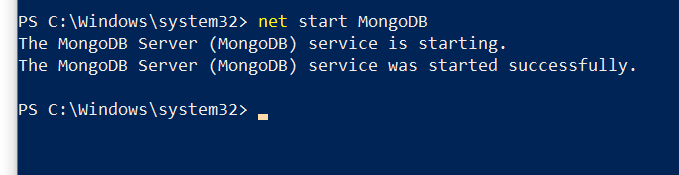 PS C:\Windows\system32> net start MongoDB
The MongoDB Server (MongoDB) service is starting.
The MongoDB Server (MongoDB) service was started successfully.
PS C:\Windows\system32>